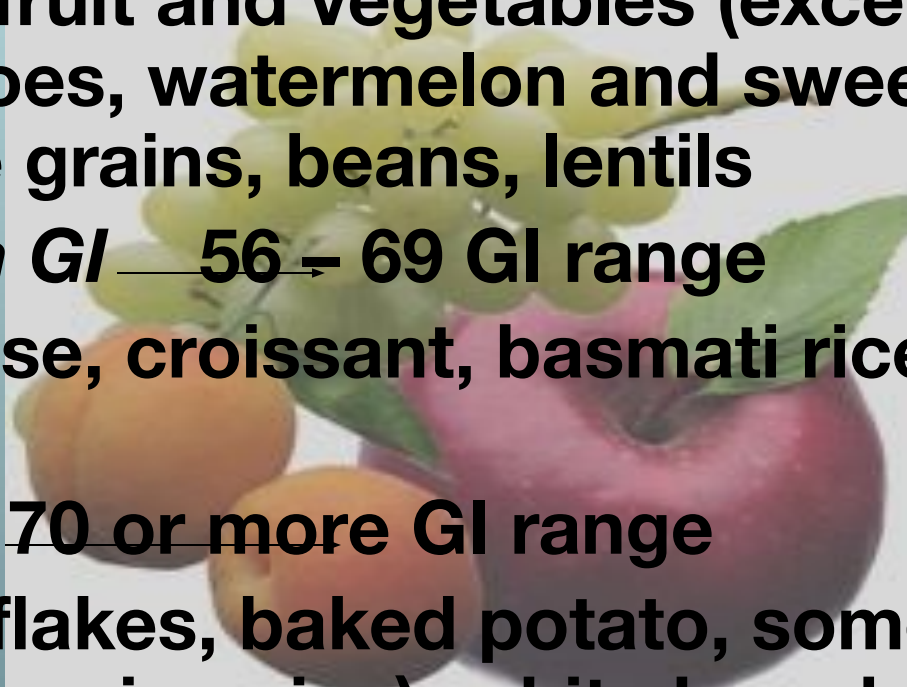 fruit and vegetables (exce
oes, watermelon and swee
grains, beans, lentils
GI 56 – 69 GI range
se, croissant, basmati rice
70 or more GI range
flakes, baked potato, som